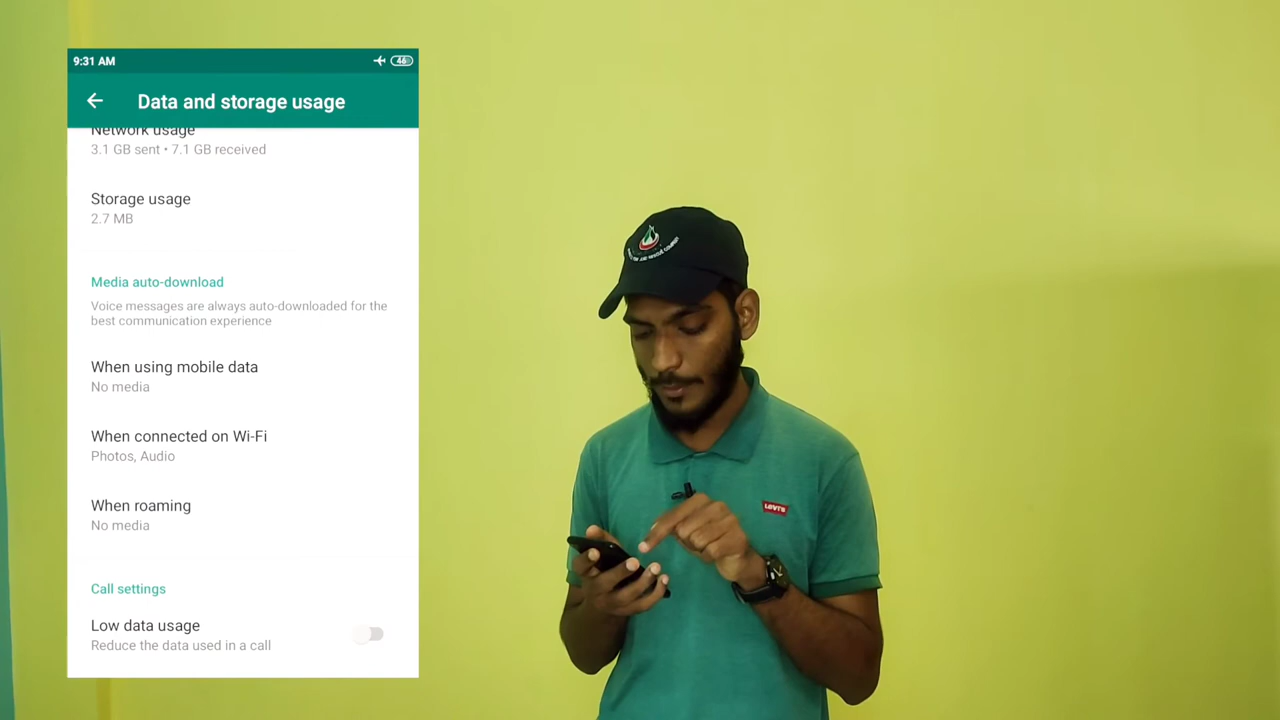 9:31 AM
46
Data and storage usage
Network usage
3.1 GB sent • 7.1 GB received
Storage usage
2.7 MB
Media auto-download
Voice messages are always auto-downloaded for the
best communication experience
When using mobile data
No media
When connected on Wi-Fi
Photos, Audio
When roaming
No media
Call settings
Low data usage
Reduce the data used in a call
LEVI'S